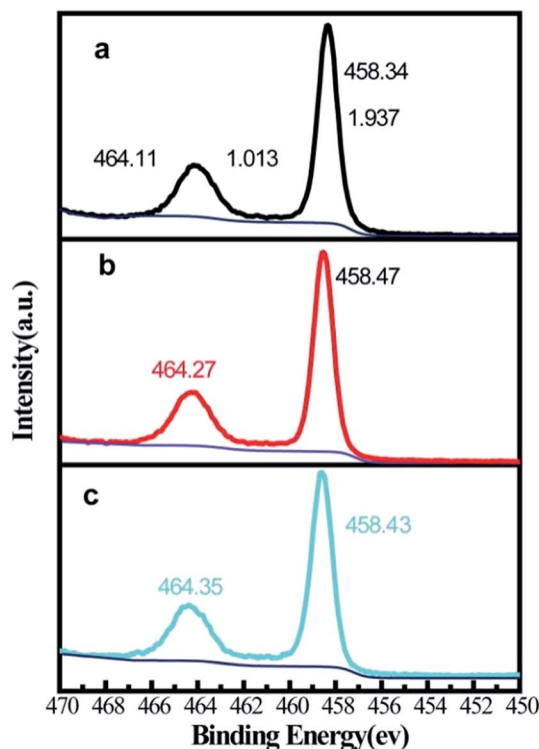 a
458.34
1.937
464.11 1.013
b
458.47
464.27
c
458.43
464.35
Intensity(a.u.)
470 468 466 464 462 460 458 456 454 452 450
Binding Energy(ev)